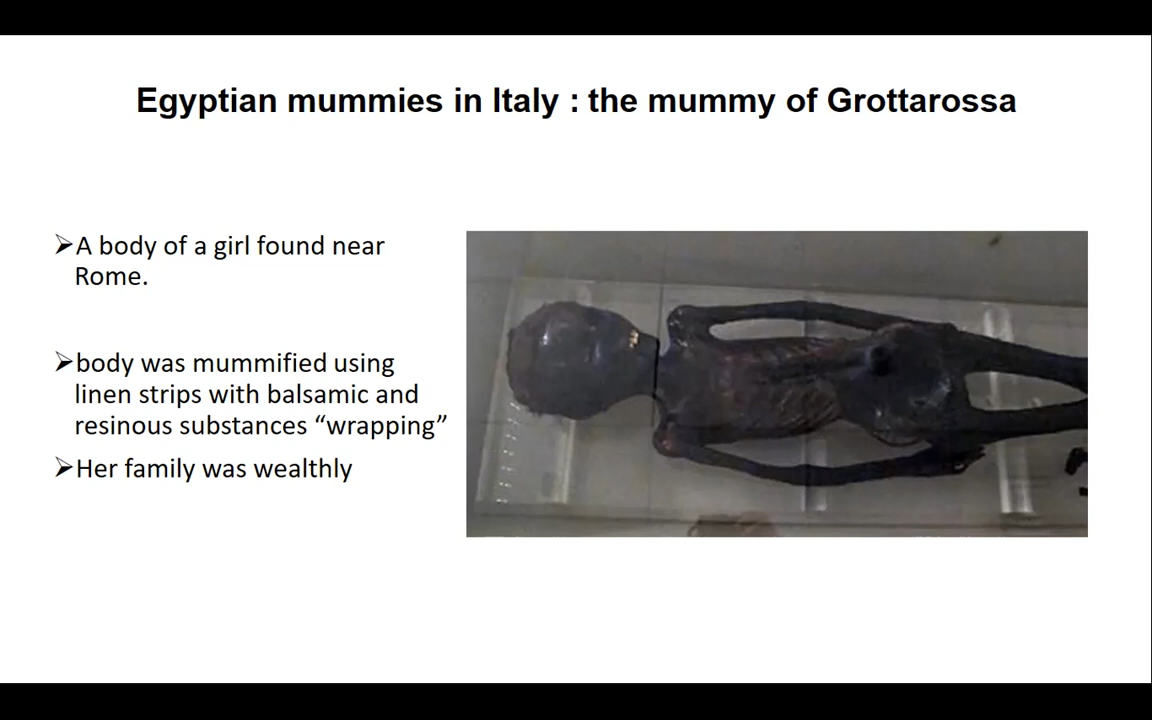 Egyptian mummies in Italy : the mummy of Grottarossa
➢A body of a girl found near
Rome.
➢body was mummified using
linen strips with balsamic and
resinous substances “wrapping”
➢Her family was wealthly